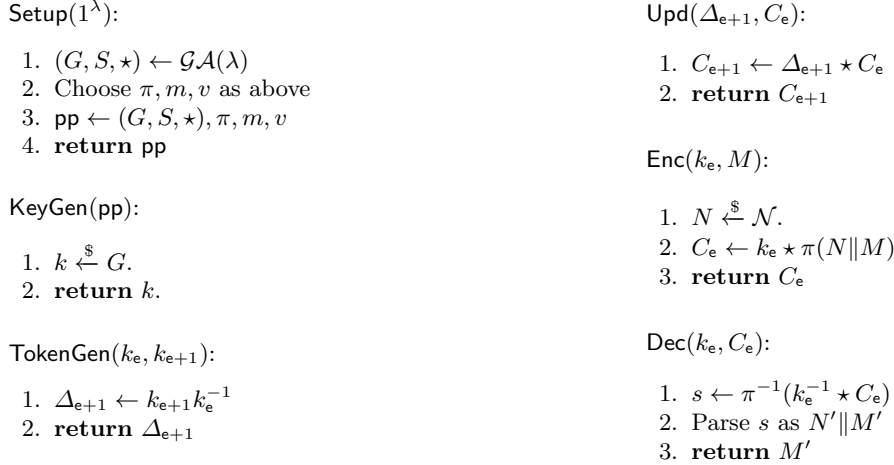 Setup(1^λ):
1. (G, S, ⋆) ← 𝒢𝒜(λ)
2. Choose π, m, v as above
3. pp ← (G, S, ⋆), π, m, v
4. return pp
KeyGen(pp):
1. k ←$ G.
2. return k.
TokenGen(k_e, k_{e+1}):
1. Δ_{e+1} ← k_{e+1}k_e^{-1}
2. return Δ_{e+1}
Upd(Δ_{e+1}, C_e):
1. C_{e+1} ← Δ_{e+1} ⋆ C_e
2. return C_{e+1}
Enc(k_e, M):
1. N ←$ 𝒩.
2. C_e ← k_e ⋆ π(N‖M)
3. return C_e
Dec(k_e, C_e):
1. s ← π^{-1}(k_e^{-1} ⋆ C_e)
2. Parse s as N′‖M′
3. return M′